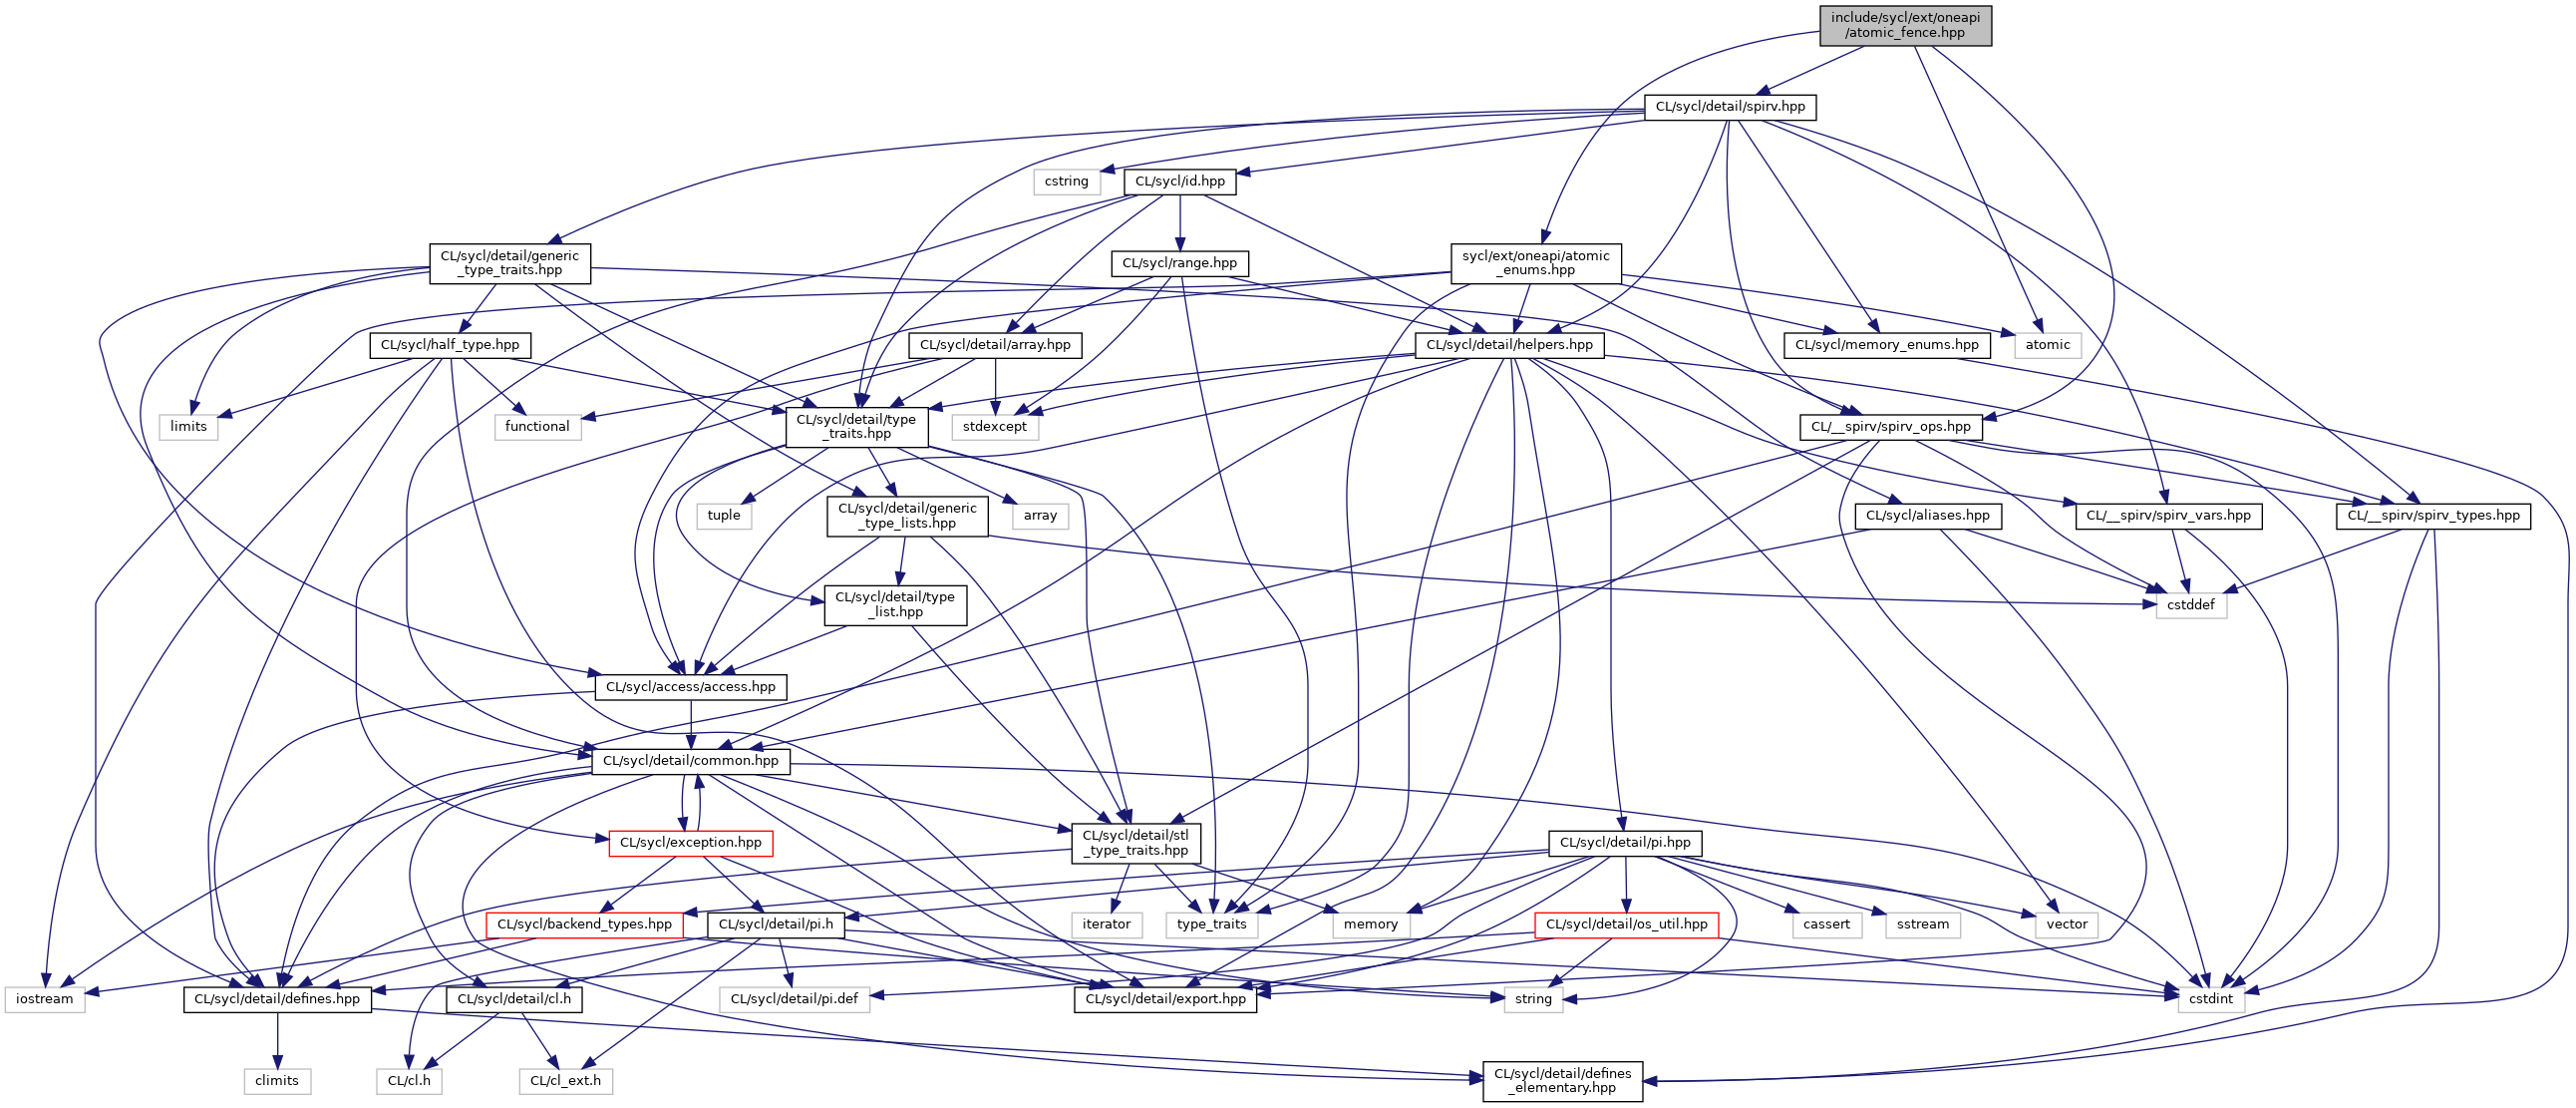 include/sycl/ext/oneapi
/atomic_fence.hpp
CL/sycl/detail/spirv.hpp
cstring
CL/sycl/id.hpp
CL/sycl/detail/generic
_type_traits.hpp
CL/sycl/range.hpp
sycl/ext/oneapi/atomic
_enums.hpp
CL/sycl/half_type.hpp
CL/sycl/detail/array.hpp
CL/sycl/detail/helpers.hpp
CL/sycl/memory_enums.hpp
atomic
limits
functional
CL/sycl/detail/type
_traits.hpp
stdexcept
CL/__spirv/spirv_ops.hpp
tuple
CL/sycl/detail/generic
_type_lists.hpp
array
CL/sycl/aliases.hpp
CL/__spirv/spirv_vars.hpp
CL/__spirv/spirv_types.hpp
CL/sycl/detail/type
_list.hpp
cstddef
CL/sycl/access/access.hpp
CL/sycl/detail/common.hpp
CL/sycl/exception.hpp
CL/sycl/detail/stl
_type_traits.hpp
CL/sycl/detail/pi.hpp
CL/sycl/backend_types.hpp
CL/sycl/detail/pi.h
iterator
type_traits
memory
CL/sycl/detail/os_util.hpp
cassert
sstream
vector
iostream
CL/sycl/detail/defines.hpp
CL/sycl/detail/cl.h
CL/sycl/detail/pi.def
CL/sycl/detail/export.hpp
string
cstdint
climits
CL/cl.h
CL/cl_ext.h
CL/sycl/detail/defines
_elementary.hpp